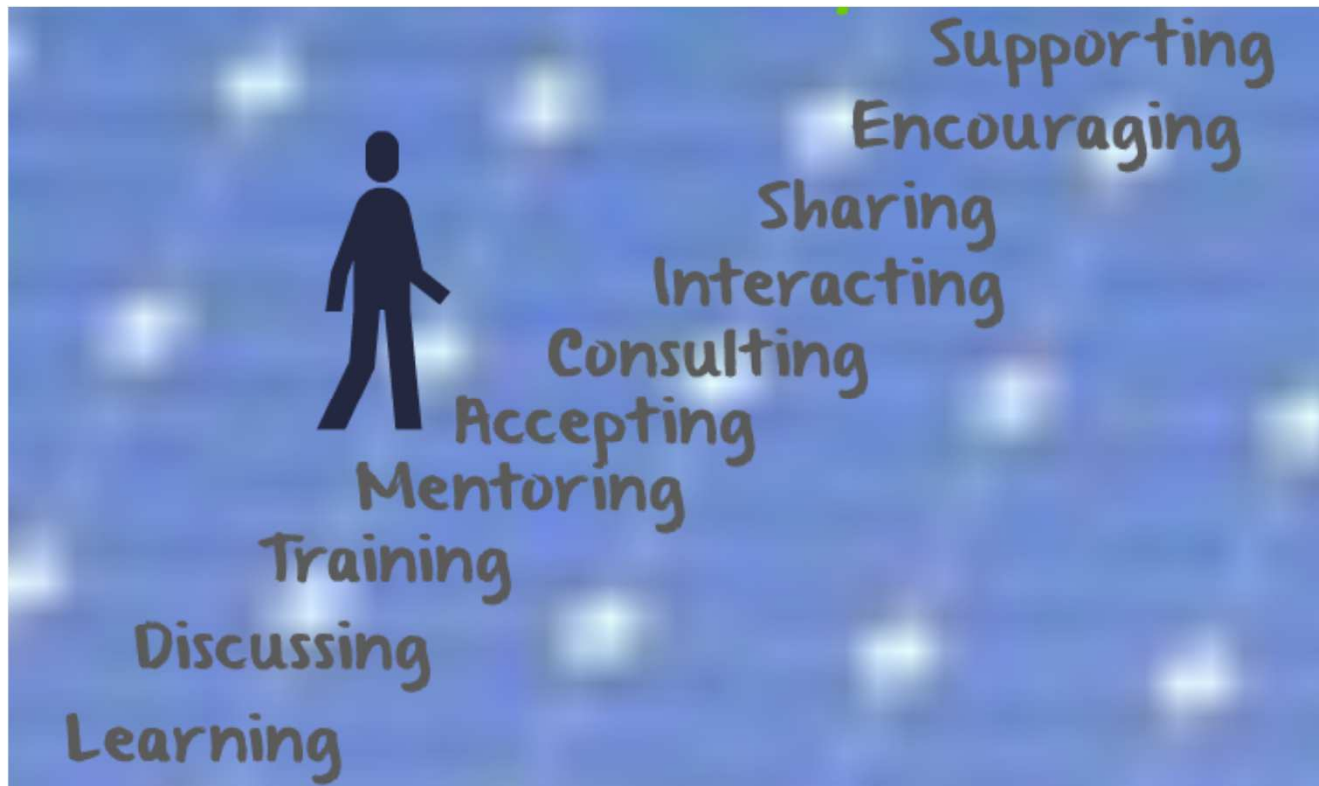 Supporting
Encouraging
Sharing
Interacting
Consulting
Accepting
Mentoring
Training
Discussing
Learning